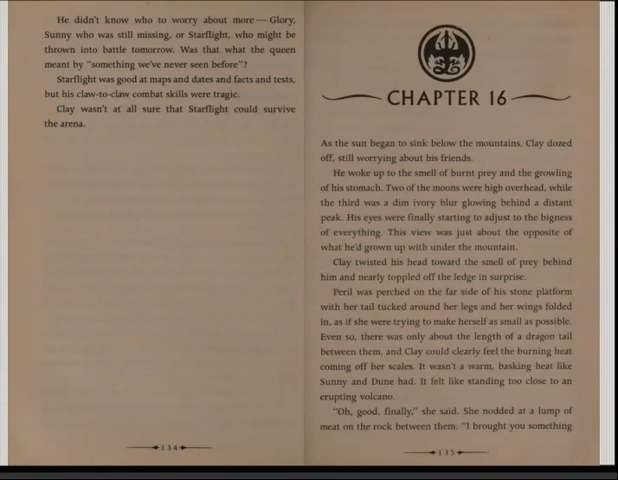 He didn't know who to worry about more — Glory,
Sunny who was still missing, or Starflight, who might be
thrown into battle tomorrow. Was that what the queen
meant by "something we've never seen before"?
Starflight was good at maps and dates and facts and tests,
but his claw-to-claw combat skills were tragic.
Clay wasn't at all sure that Starflight could survive
the arena.
134
CHAPTER 16
As the sun began to sink below the mountains, Clay dozed
off, still worrying about his friends.
He woke up to the smell of burnt prey and the growling
of his stomach. Two of the moons were high overhead, while
the third was a dim ivory blur glowing behind a distant
peak. His eyes were finally starting to adjust to the bigness
of everything. This view was just about the opposite of
what he'd grown up with under the mountain.
Clay twisted his head toward the smell of prey behind
him and nearly toppled off the ledge in surprise.
Peril was perched on the far side of his stone platform
with her tail tucked around her legs and her wings folded
in, as if she were trying to make herself as small as possible.
Even so, there was only about the length of a dragon tail
between them, and Clay could clearly feel the burning heat
coming off her scales. It wasn't a warm, basking heat like
Sunny and Dune had. It felt like standing too close to an
erupting volcano.
"Oh, good, finally," she said. She nodded at a lump of
meat on the rock between them. "I brought you something
135